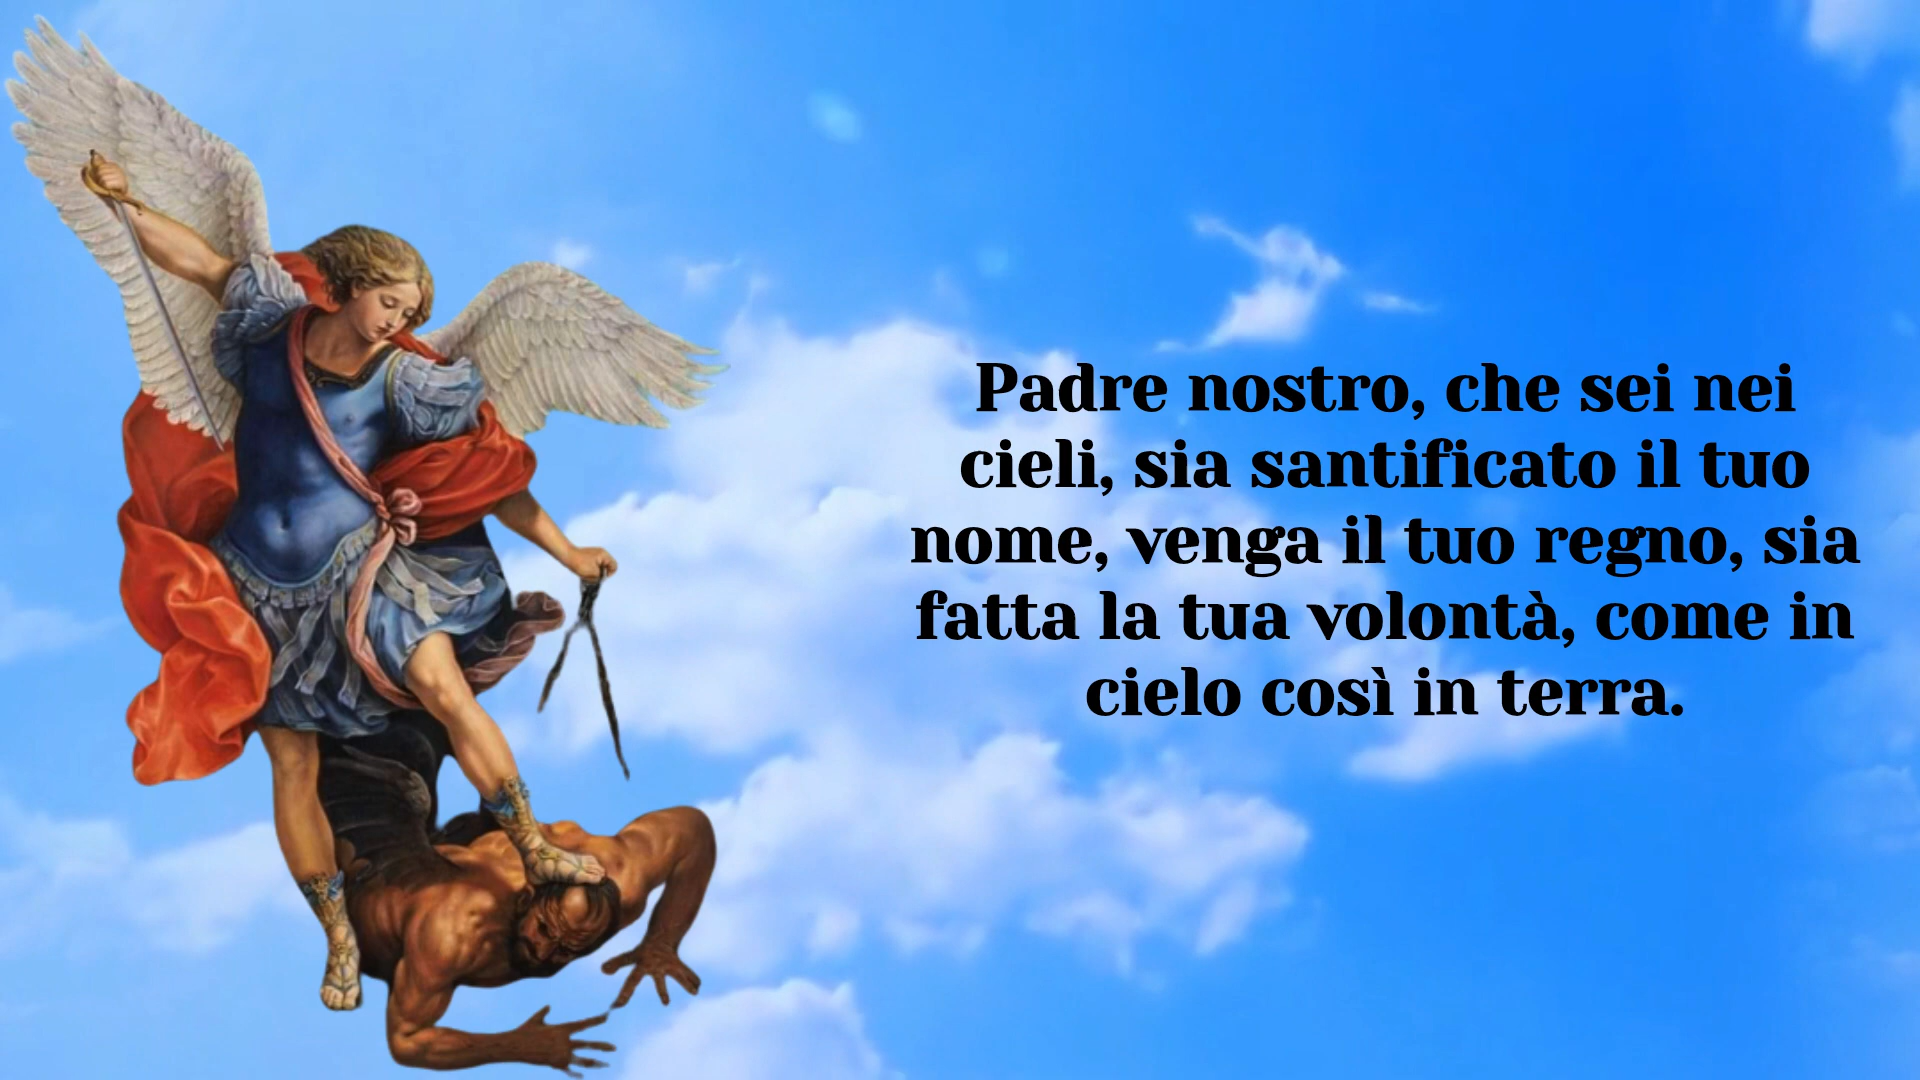 Padre nostro, che sei nei
cieli, sia santificato il tuo
nome, venga il tuo regno, sia
fatta la tua volontà, come in
cielo così in terra.